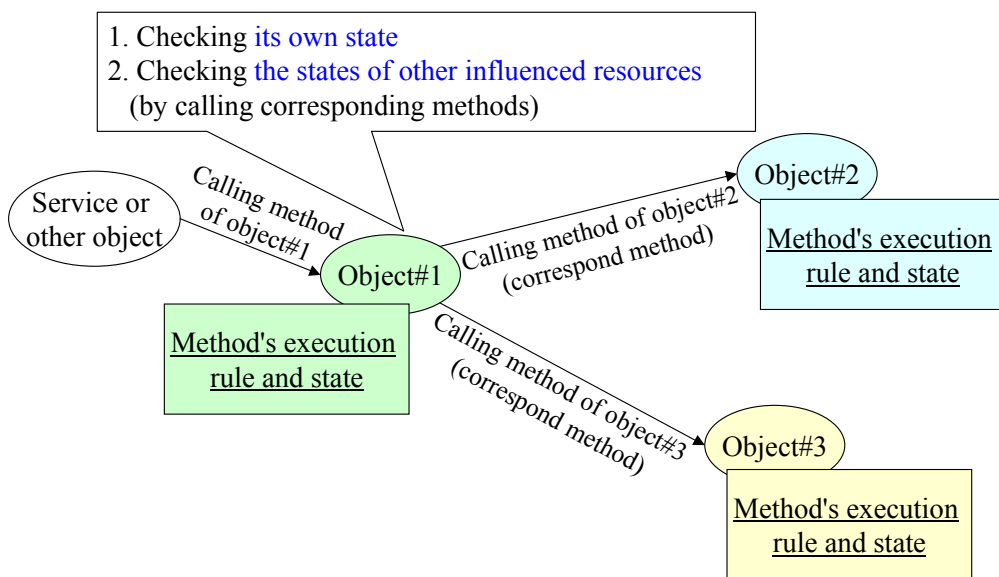 1. Checking its own state
2. Checking the states of other influenced resources
(by calling corresponding methods)
Service or
other object
Calling method
of object#1
Object#1
Method's execution
rule and state
Calling method of object#2
(correspond method)
Object#2
Method's execution
rule and state
Calling method of object#3
(correspond method)
Object#3
Method's execution
rule and state